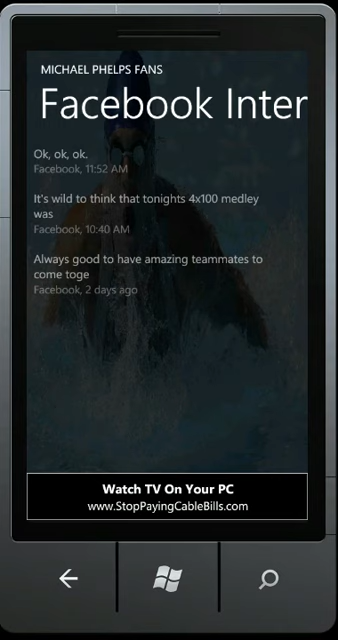 MICHAEL PHELPS FANS
Facebook Inter
Ok, ok, ok.
Facebook, 11:52 AM
It's wild to think that tonights 4x100 medley
was
Facebook, 10:40 AM
Always good to have amazing teammates to
come toge
Facebook, 2 days ago
Watch TV On Your PC
www.StopPayingCableBills.com